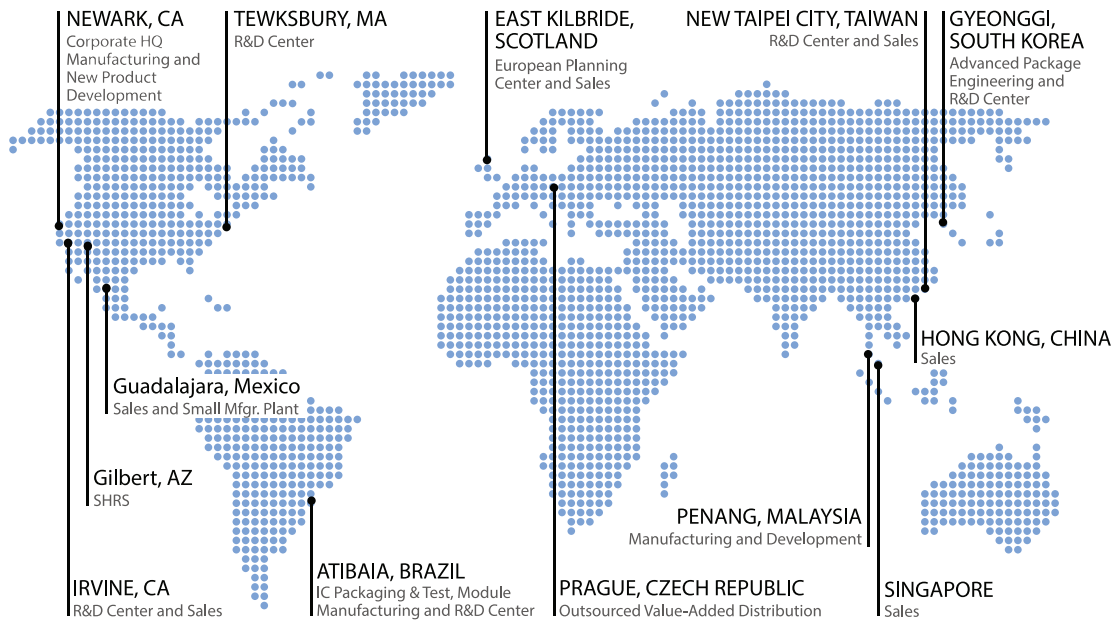 NEWARK, CA
Corporate HQ
Manufacturing and
New Product
Development
TEWKSBURY, MA
R&D Center
EAST KILBRIDE,
SCOTLAND
European Planning
Center and Sales
NEW TAIPEI CITY, TAIWAN
R&D Center and Sales
GYEONGGI,
SOUTH KOREA
Advanced Package
Engineering and
R&D Center
HONG KONG, CHINA
Sales
Guadalajara, Mexico
Sales and Small Mfgr. Plant
Gilbert, AZ
SHRS
PENANG, MALAYSIA
Manufacturing and Development
IRVINE, CA
R&D Center and Sales
ATIBAIA, BRAZIL
IC Packaging & Test, Module
Manufacturing and R&D Center
PRAGUE, CZECH REPUBLIC
Outsourced Value-Added Distribution
SINGAPORE
Sales